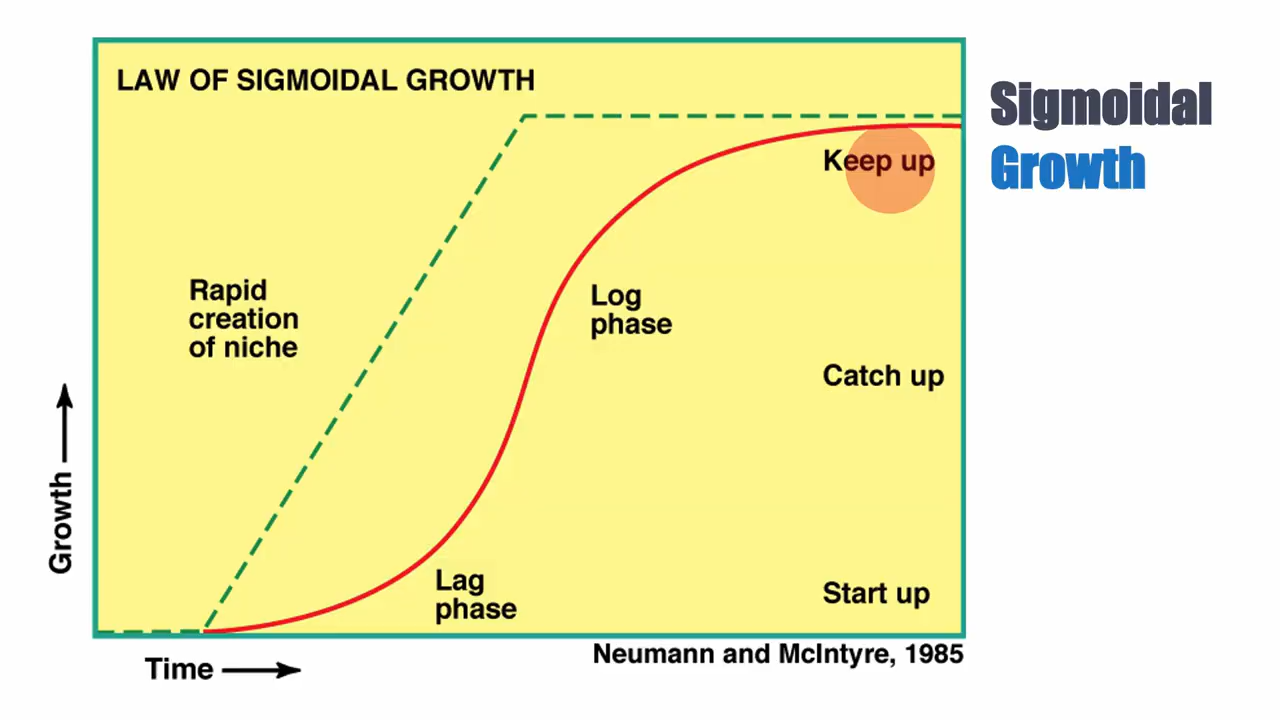 LAW OF SIGMOIDAL GROWTH
Sigmoidal
Growth
Keep up
Rapid
creation
of niche
Log
phase
Catch up
Growth
Lag
phase
Start up
Neumann and McIntyre, 1985
Time